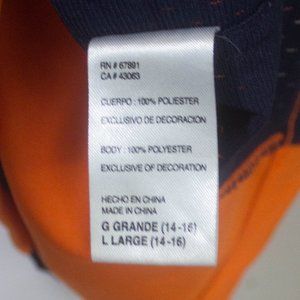 RN # 67891
CA # 43063
CUERPO : 100% POLIESTER
EXCLUSIVO DE DECORACION
BODY : 100% POLYESTER
EXCLUSIVE OF DECORATION
HECHO EN CHINA
MADE IN CHINA
G GRANDE (14-16)
L LARGE (14-16)